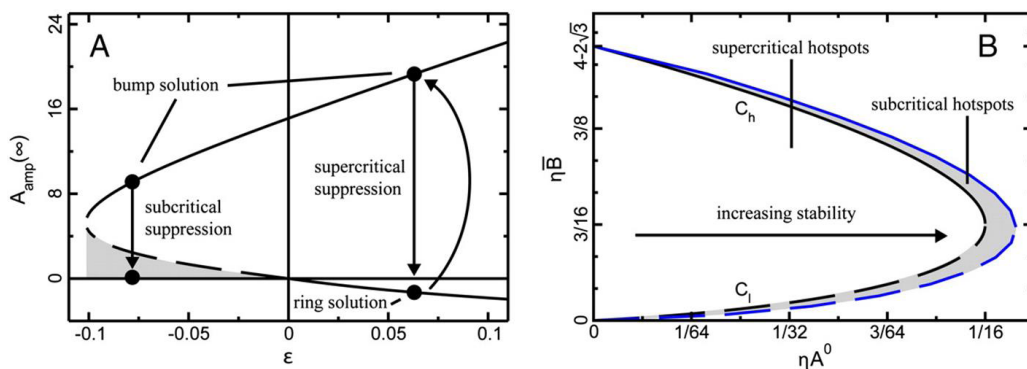 A
24
16
8
0
A_amp(∞)
bump solution
subcritical
suppression
supercritical
suppression
ring solution
-0.1
-0.05
0
0.05
0.1
ε
B
4-2√3
3/8
3/16
0
ηB̅
supercritical hotspots
subcritical hotspots
C_h
increasing stability
C_l
0
1/64
1/32
3/64
1/16
ηA⁰